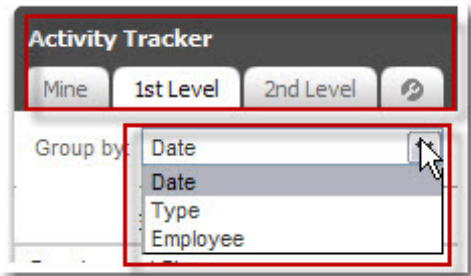 Activity Tracker
Mine 1st Level 2nd Level
Group by: Date
Date
Type
Employee